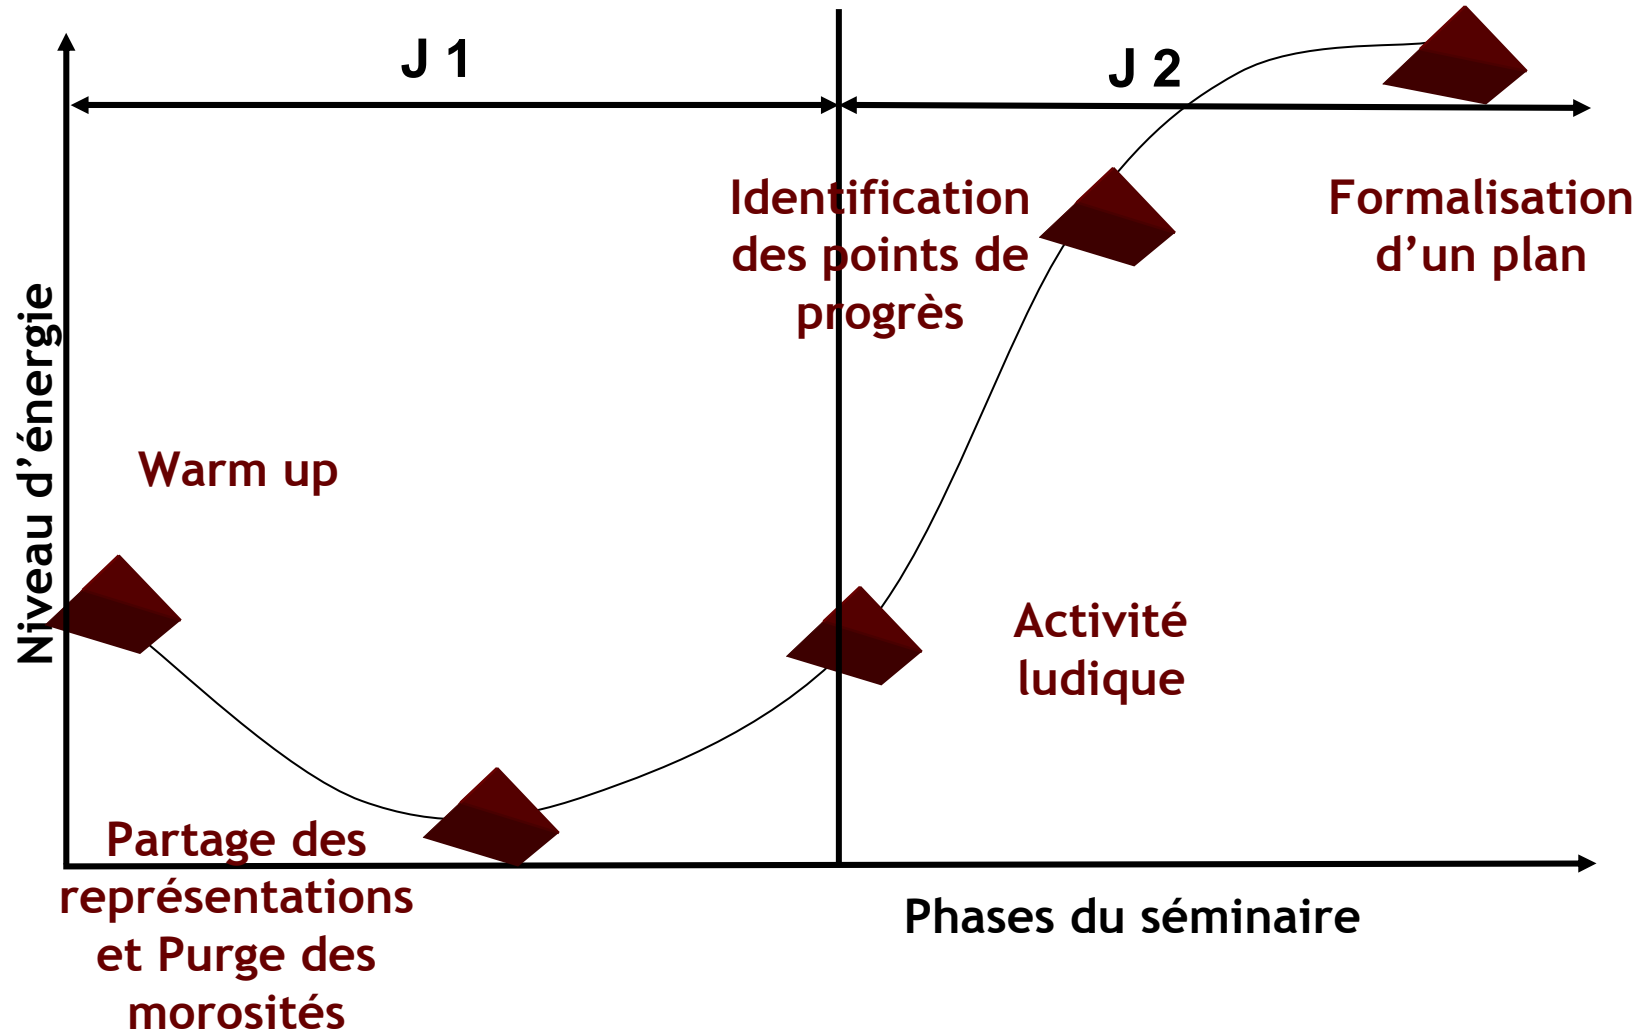 J 1
J 2
Identification
des points de
progrès
Formalisation
d’un plan
Niveau d’énergie
Warm up
Activité
ludique
Partage des
représentations
et Purge des
morosités
Phases du séminaire